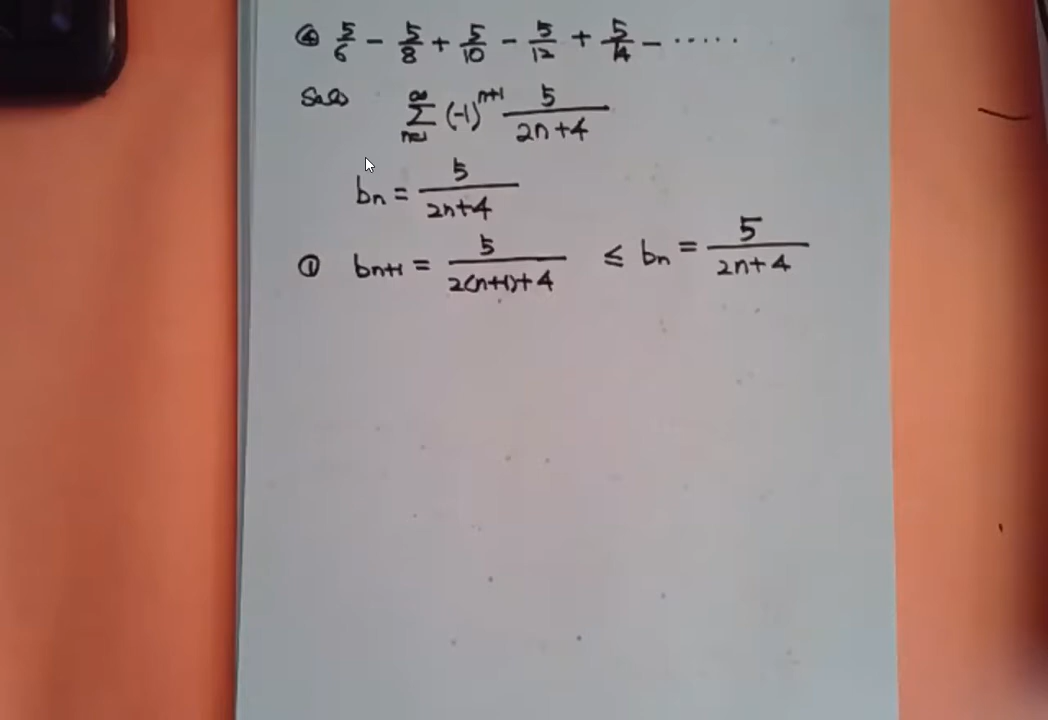 ④ 5/6 - 5/8 + 5/10 - 5/12 + 5/14 - .....
∞ Σ n=1 (-1)^n+1 5/2n+4
bn = 5/2n+4
① bn+1 = 5/2(n+1)+4 ≤ bn = 5/2n+4